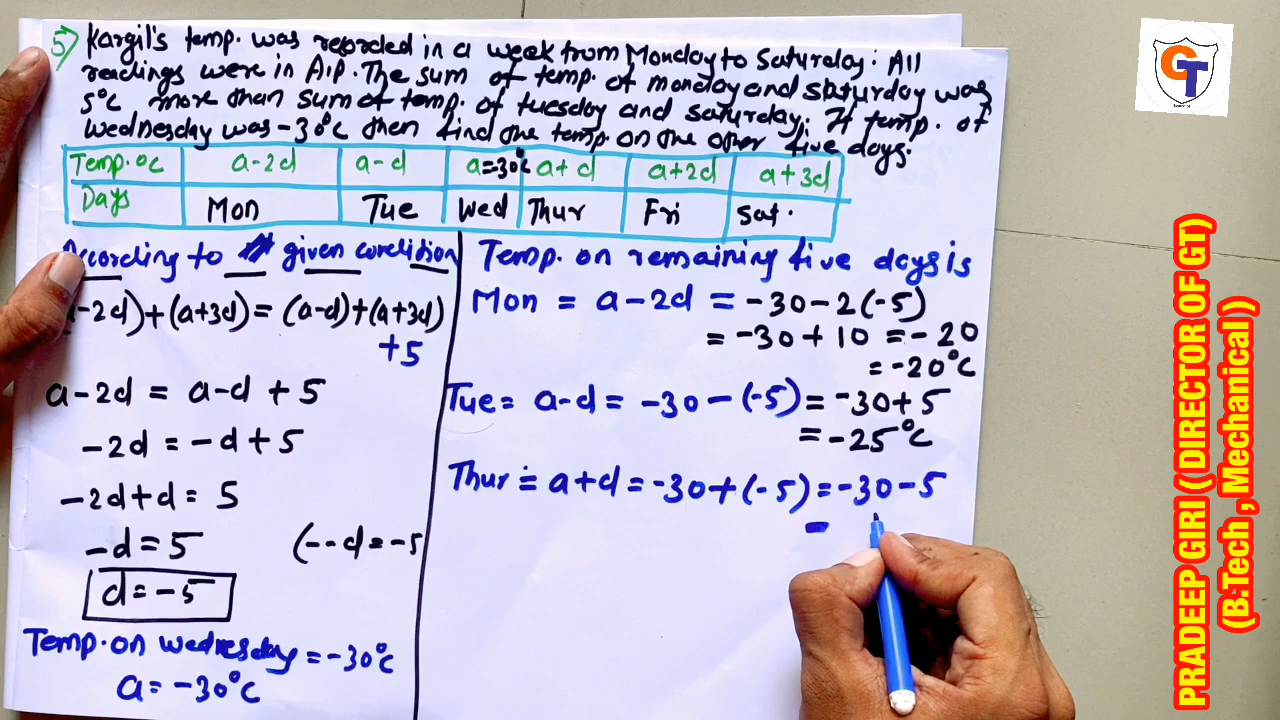 5) Kargil's temp. was recorded in a week from Monday to Saturday. All
readings were in A.P. The sum of temp. of monday and saturday was
5°C more than sum of temp. of tuesday and saturday. If temp. of
wednesday was -30°C then find the temp. on the other five days.
Temp. °C a-2d a-d a=-30°C a+d a+2d a+3d
Days Mon Tue Wed Thur Fri Sat.
According to given condition
-2d)+(a+3d) = (a-d)+(a+3d)
+5
a-2d = a-d+5
-2d = -d+5
-2d+d = 5
-d = 5 (--d = -5
d = -5
Temp. on wednesday = -30°C
a = -30°C
Temp. on remaining five days is
Mon = a-2d = -30-2(-5)
= -30+10 = -20
= -20°C
Tue = a-d = -30-(-5) = -30+5
= -25°C
Thur = a+d = -30+(-5) = -30-5
=
GT
PRADEEP GIRI ( ( DIRECTOR OF GT)
(B.Tech , Mechanical )